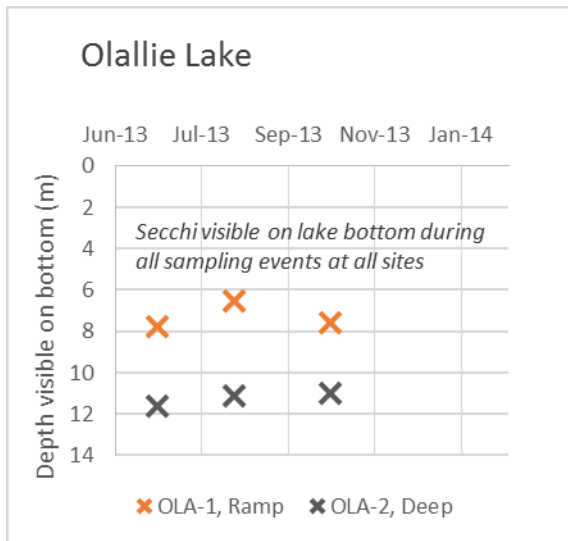 Olallie Lake
Jun-13 Jul-13 Sep-13 Nov-13 Jan-14
0
2
4
6
8
10
12
14
Depth visible on bottom (m)
Secchi visible on lake bottom during
all sampling events at all sites
OLA-1, Ramp OLA-2, Deep